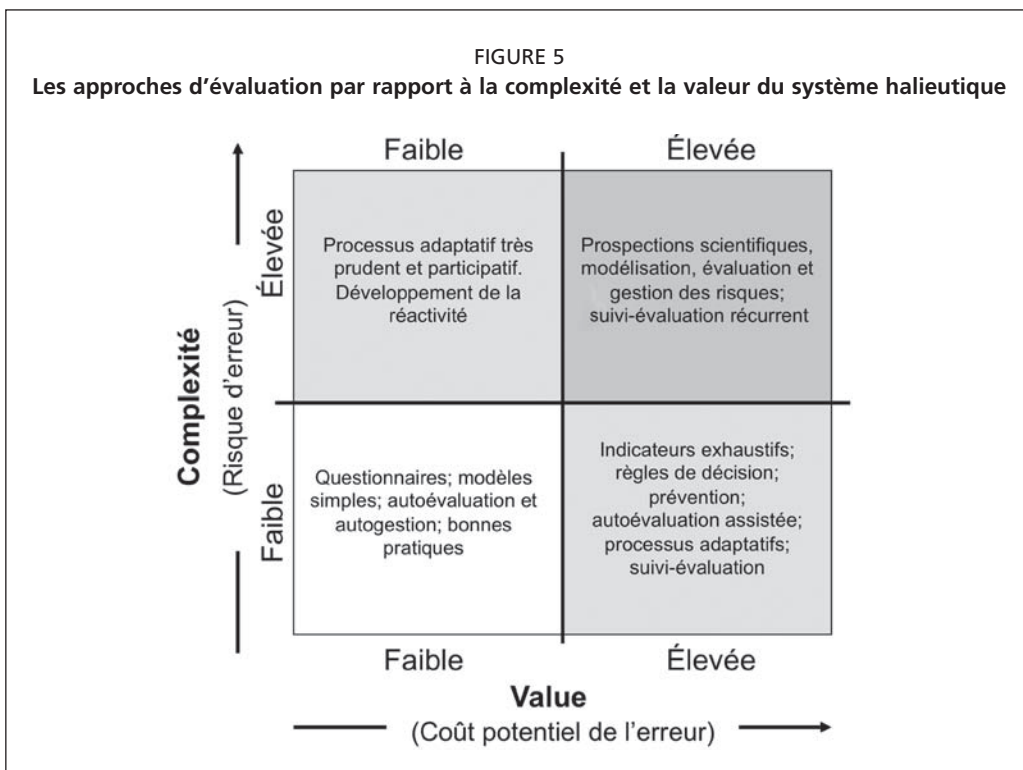 FIGURE 5
Les approches d'évaluation par rapport à la complexité et la valeur du système halieutique
Faible
Élevée
Complexité
(Risque d'erreur)
Élevée
Processus adaptatif très
prudent et participatif.
Développement de la
réactivité
Prospections scientifiques,
modélisation, évaluation et
gestion des risques;
suivi-évaluation récurrent
Faible
Questionnaires; modèles
simples; autoévaluation et
autogestion; bonnes
pratiques
Indicateurs exhaustifs;
règles de décision;
prévention;
autoévaluation assistée;
processus adaptatifs;
suivi-évaluation
Faible
Élevée
Value
(Coût potentiel de l'erreur)